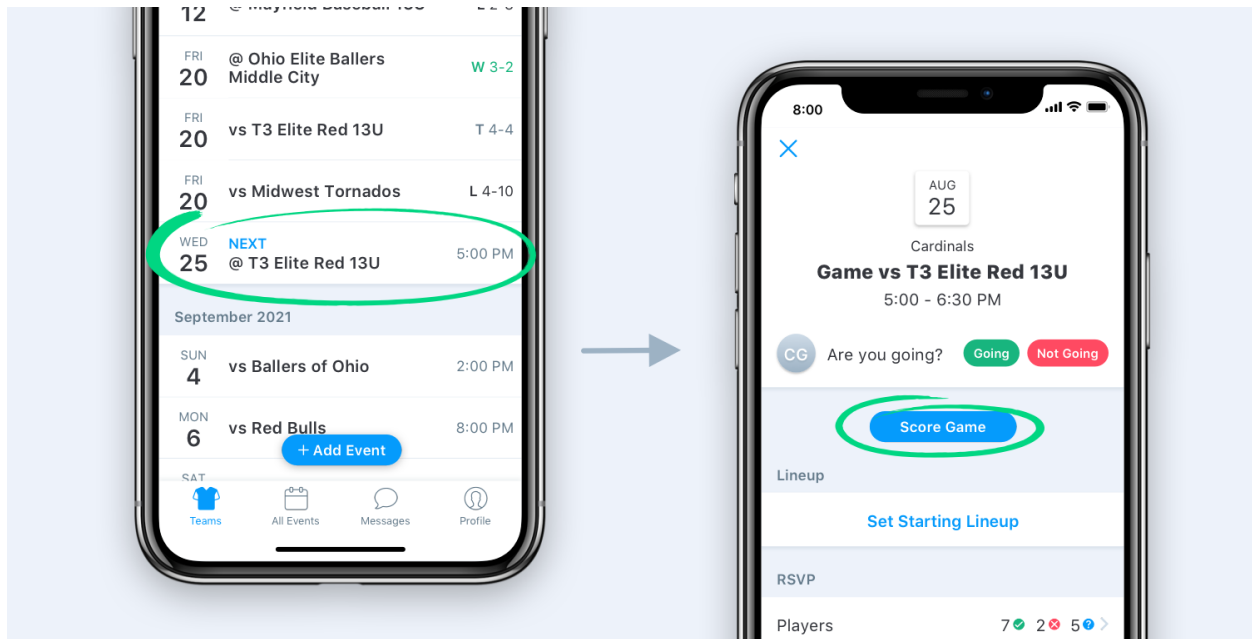 12
FRI
20
@ Ohio Elite Ballers
Middle City
W 3-2
FRI
20
vs T3 Elite Red 13U
T 4-4
FRI
20
vs Midwest Tornados
L 4-10
WED
25
NEXT
@ T3 Elite Red 13U
5:00 PM
September 2021
SUN
4
vs Ballers of Ohio
2:00 PM
MON
6
vs Red Bulls
8:00 PM
+ Add Event
SAT
Teams
All Events
Messages
Profile
8:00
AUG
25
Cardinals
Game vs T3 Elite Red 13U
5:00 - 6:30 PM
CG
Are you going?
Going
Not Going
Score Game
Lineup
Set Starting Lineup
RSVP
Players
7 2 5